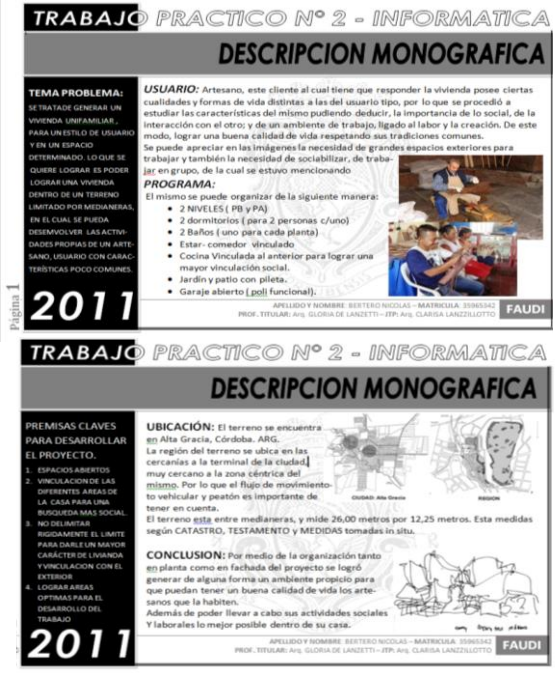 TRABAJO PRACTICO Nº 2 - INFORMATICA
DESCRIPCION MONOGRAFICA
TEMA PROBLEMA:
SE TRATADE GENERAR UN
VIVIENDA UNIFAMILIAR ,
PARA UN ESTILO DE USUARIO
Y EN UN ESPACIO
DETERMINADO. LO QUE SE
QUIERE LOGRAR ES PODER
LOGRAR UNA VIVIENDA
DENTRO DE UN TERRENO
LIMITADO POR MEDIANERAS,
EN EL CUAL SE PUEDA
DESEMVOLVER LAS ACTIVI-
DADES PROPIAS DE UN ARTE-
SANO, USUARIO CON CARAC-
TERÍSTICAS POCO COMUNES.
2011
USUARIO: Artesano, este cliente al cual tiene que responder la vivienda posee ciertas
cualidades y formas de vida distintas a las del usuario tipo, por lo que se procedió a
estudiar las características del mismo pudiendo deducir, la importancia de lo social, de la
interacción con el otro; y de un ambiente de trabajo, ligado al labor y la creación. De este
modo, lograr una buena calidad de vida respetando sus tradiciones comunes.
Se puede apreciar en las imágenes la necesidad de grandes espacios exteriores para
trabajar y también la necesidad de sociabilizar, de traba-
jar en grupo, de la cual se estuvo mencionando
PROGRAMA:
El mismo se puede organizar de la siguiente manera:
• 2 NIVELES ( PB y PA)
• 2 dormitorios ( para 2 personas c/uno)
• 2 Baños ( uno para cada planta)
• Estar- comedor vinculado
• Cocina Vinculada al anterior para lograr una
mayor vinculación social.
• Jardín y patio con pileta.
• Garaje abierto ( poli funcional).
APELLIDO Y NOMBRE: BERTERO NICOLAS – MATRICULA: 35965342
PROF. TITULAR: Arq. GLORIA DE LANZETTI – JTP: Arq. CLARISA LANZZILLOTTO
FAUDI
Página 1
TRABAJO PRACTICO Nº 2 - INFORMATICA
DESCRIPCION MONOGRAFICA
PREMISAS CLAVES
PARA DESARROLLAR
EL PROYECTO.
1. ESPACIOS ABIERTOS
2. VINCULACION DE LAS
DIFERENTES AREAS DE
LA CASA PARA UNA
BUSQUEDA MAS SOCIAL.
3. NO DELIMITAR
RIGIDAMENTE EL LIMITE
PARA DARLE UN MAYOR
CARÁCTER DE LIVIANDA
Y VINCULACION CON EL
EXTERIOR
4. LOGRAR AREAS
OPTIMAS PARA EL
DESARROLLO DEL
TRABAJO
2011
UBICACIÓN: El terreno se encuentra
en Alta Gracia, Córdoba. ARG.
La región del terreno se ubica en las
cercanías a la terminal de la ciudad,
muy cercano a la zona céntrica del
mismo. Por lo que el flujo de movimien-
to vehicular y peatón es importante de
tener en cuenta.
CIUDAD: Alta Gracia
REGION
El terreno esta entre medianeras, y mide 26,00 metros por 12,25 metros. Esta medidas
según CATASTRO, TESTAMENTO y MEDIDAS tomadas in situ.
CONCLUSION: Por medio de la organización tanto
en planta como en fachada del proyecto se logró
generar de alguna forma un ambiente propicio para
que puedan tener un buena calidad de vida los arte-
sanos que la habiten.
Además de poder llevar a cabo sus actividades sociales
Y laborales lo mejor posible dentro de su casa.
APELLIDO Y NOMBRE: BERTERO NICOLAS – MATRICULA: 35965342
PROF. TITULAR: Arq. GLORIA DE LANZETTI – JTP: Arq. CLARISA LANZZILLOTTO
FAUDI